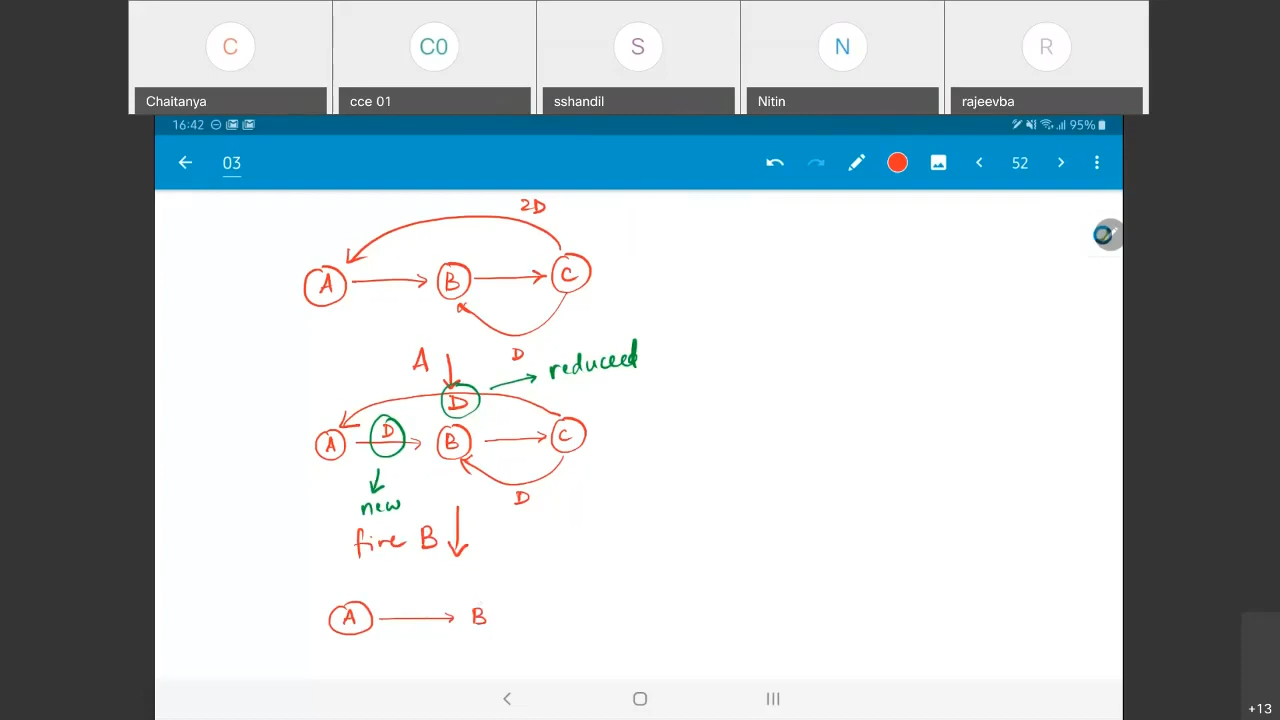 C C0 S N R
Chaitanya cce 01 sshandil Nitin rajeevba
16:42 95%
03 52
2D
A B C
D
A reduced
D
A D B C
D
new
fire B
A B
+13